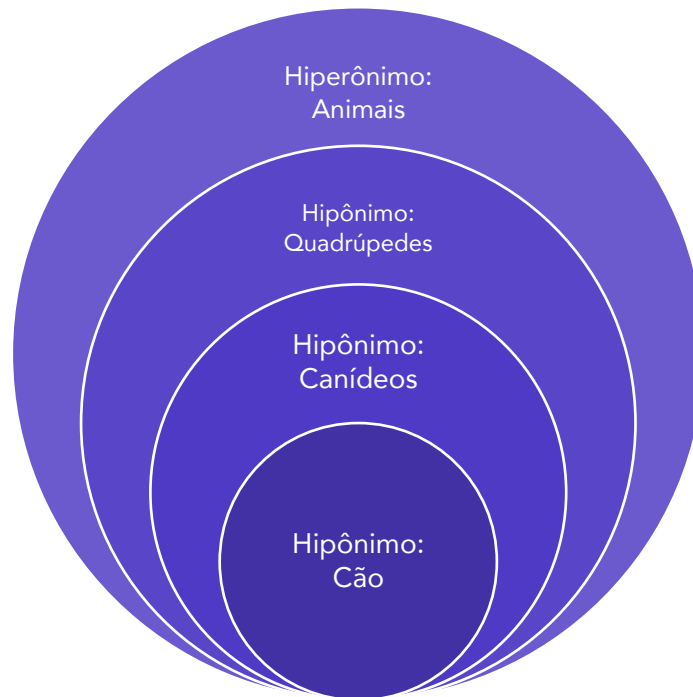 Hiperônimo:
Animais
Hipônimo:
Quadrúpedes
Hipônimo:
Canídeos
Hipônimo:
Cão